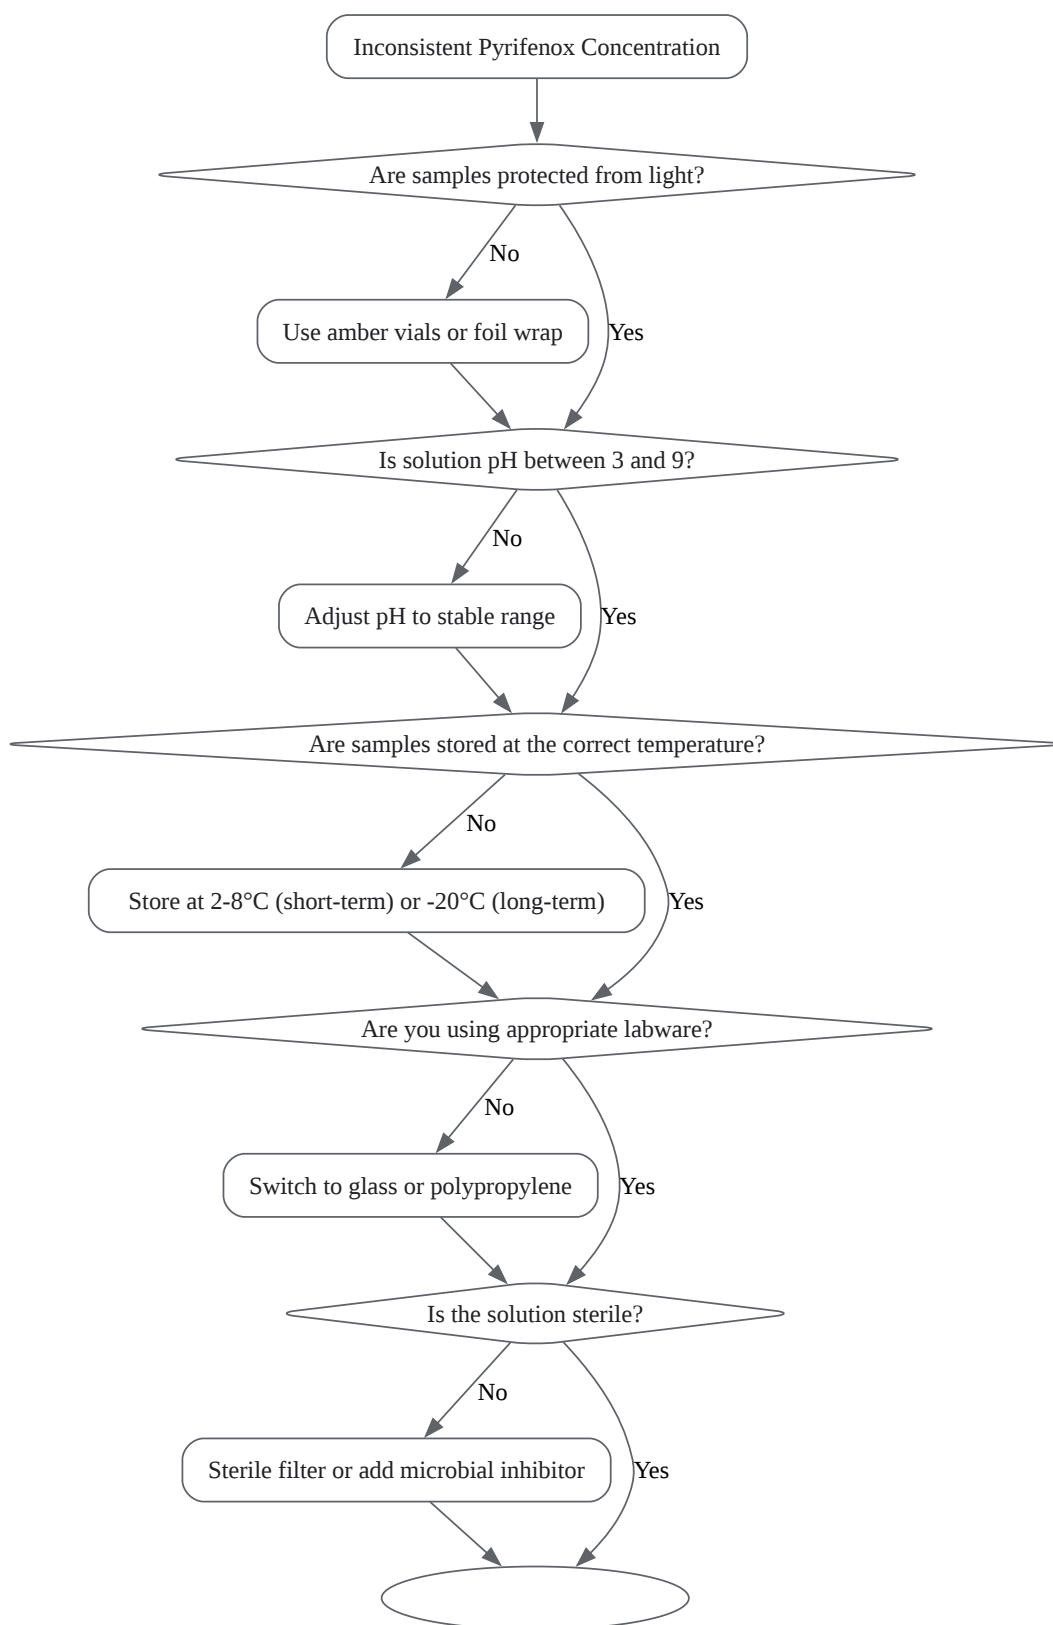 Inconsistent Pyrifenox Concentration
Are samples protected from light?
No
Use amber vials or foil wrap
Yes
Is solution pH between 3 and 9?
No
Adjust pH to stable range
Yes
Are samples stored at the correct temperature?
No
Store at 2-8°C (short-term) or -20°C (long-term)
Yes
Are you using appropriate labware?
No
Switch to glass or polypropylene
Yes
Is the solution sterile?
No
Sterile filter or add microbial inhibitor
Yes